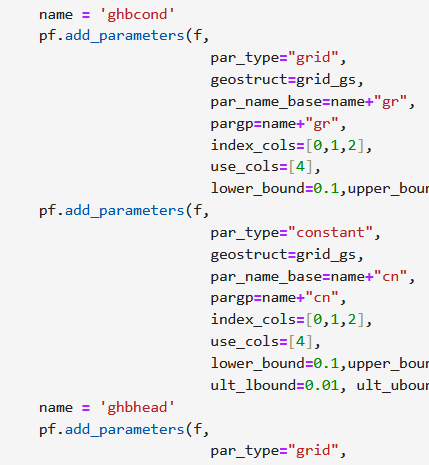 name = 'ghbcond'
pf.add_parameters(f,
par_type="grid",
geostruct=grid_gs,
par_name_base=name+"gr",
pargp=name+"gr",
index_cols=[0,1,2],
use_cols=[4],
lower_bound=0.1,upper_boun
pf.add_parameters(f,
par_type="constant",
geostruct=grid_gs,
par_name_base=name+"cn",
pargp=name+"cn",
index_cols=[0,1,2],
use_cols=[4],
lower_bound=0.1,upper_boun
ult_lbound=0.01, ult_uboun
name = 'ghbhead'
pf.add_parameters(f,
par_type="grid",